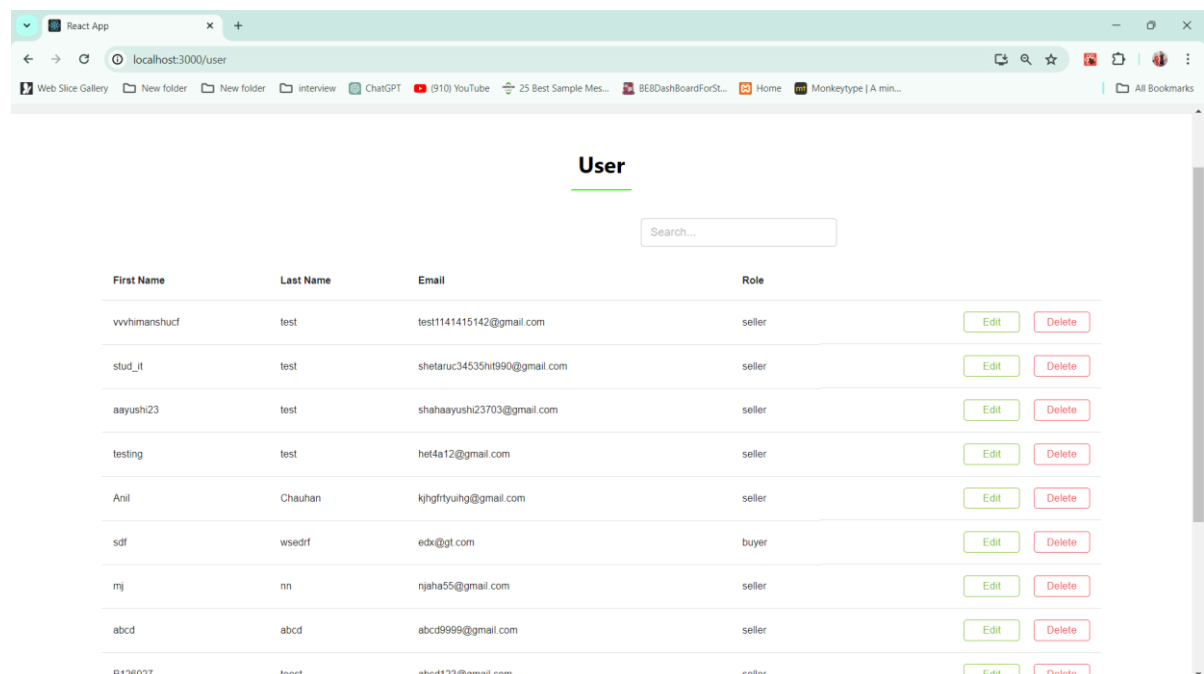 React App
localhost:3000/user
Web Slice Gallery New folder New folder interview ChatGPT (910) YouTube 25 Best Sample Mes... BEBDashBoardForSt... Home mt Monkeytype | A min... All Bookmarks
User
Search...
First Name Last Name Email Role
vvvhimanshucf test test1141415142@gmail.com seller Edit Delete
stud_it test shetaruc34535hit990@gmail.com seller Edit Delete
aayushi23 test shahaayushi23703@gmail.com seller Edit Delete
testing test het4a12@gmail.com seller Edit Delete
Anil Chauhan kjhgfrtyuihg@gmail.com seller Edit Delete
sdf wsedrf edx@gt.com buyer Edit Delete
mj nn njaha55@gmail.com seller Edit Delete
abcd abcd abcd9999@gmail.com seller Edit Delete
seller Edit Delete